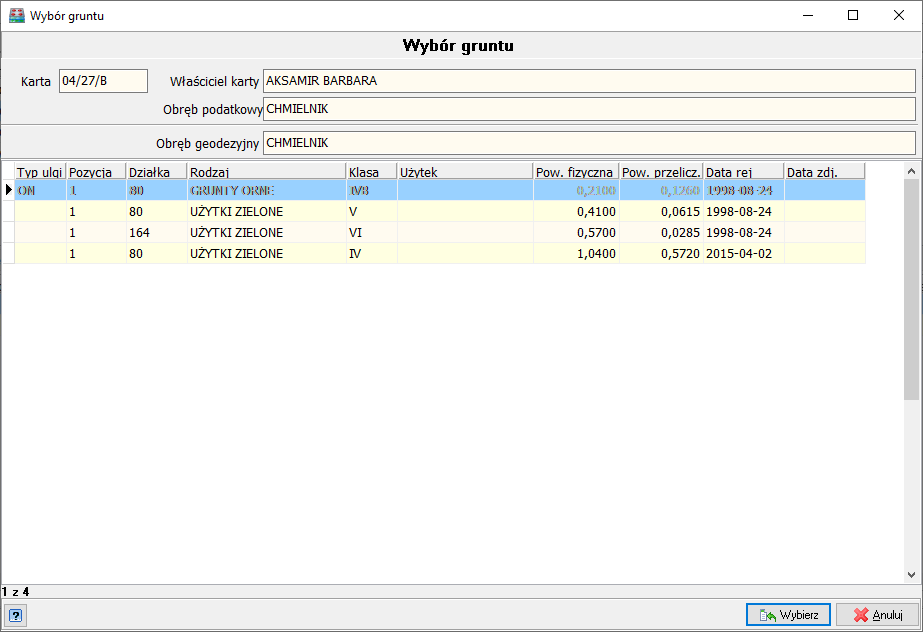 Wybór gruntu
Wybór gruntu
Karta 04/27/B Właściciel karty AKSAMIR BARBARA
Obręb podatkowy CHMIELNIK
Obręb geodezyjny CHMIELNIK
Typ ulgi Pozycja Działka Rodzaj Klasa Użytek Pow. fizyczna Pow. przelicz. Data rej Data zdj.
ON 1 80 GRUNTY ORNE IVB 0,2100 0,1260 1998-08-24
1 80 UŻYTKI ZIELONE V 0,4100 0,0615 1998-08-24
1 164 UŻYTKI ZIELONE VI 0,5700 0,0285 1998-08-24
1 80 UŻYTKI ZIELONE IV 1,0400 0,5720 2015-04-02
1 z 4
? Wybierz Anuluj